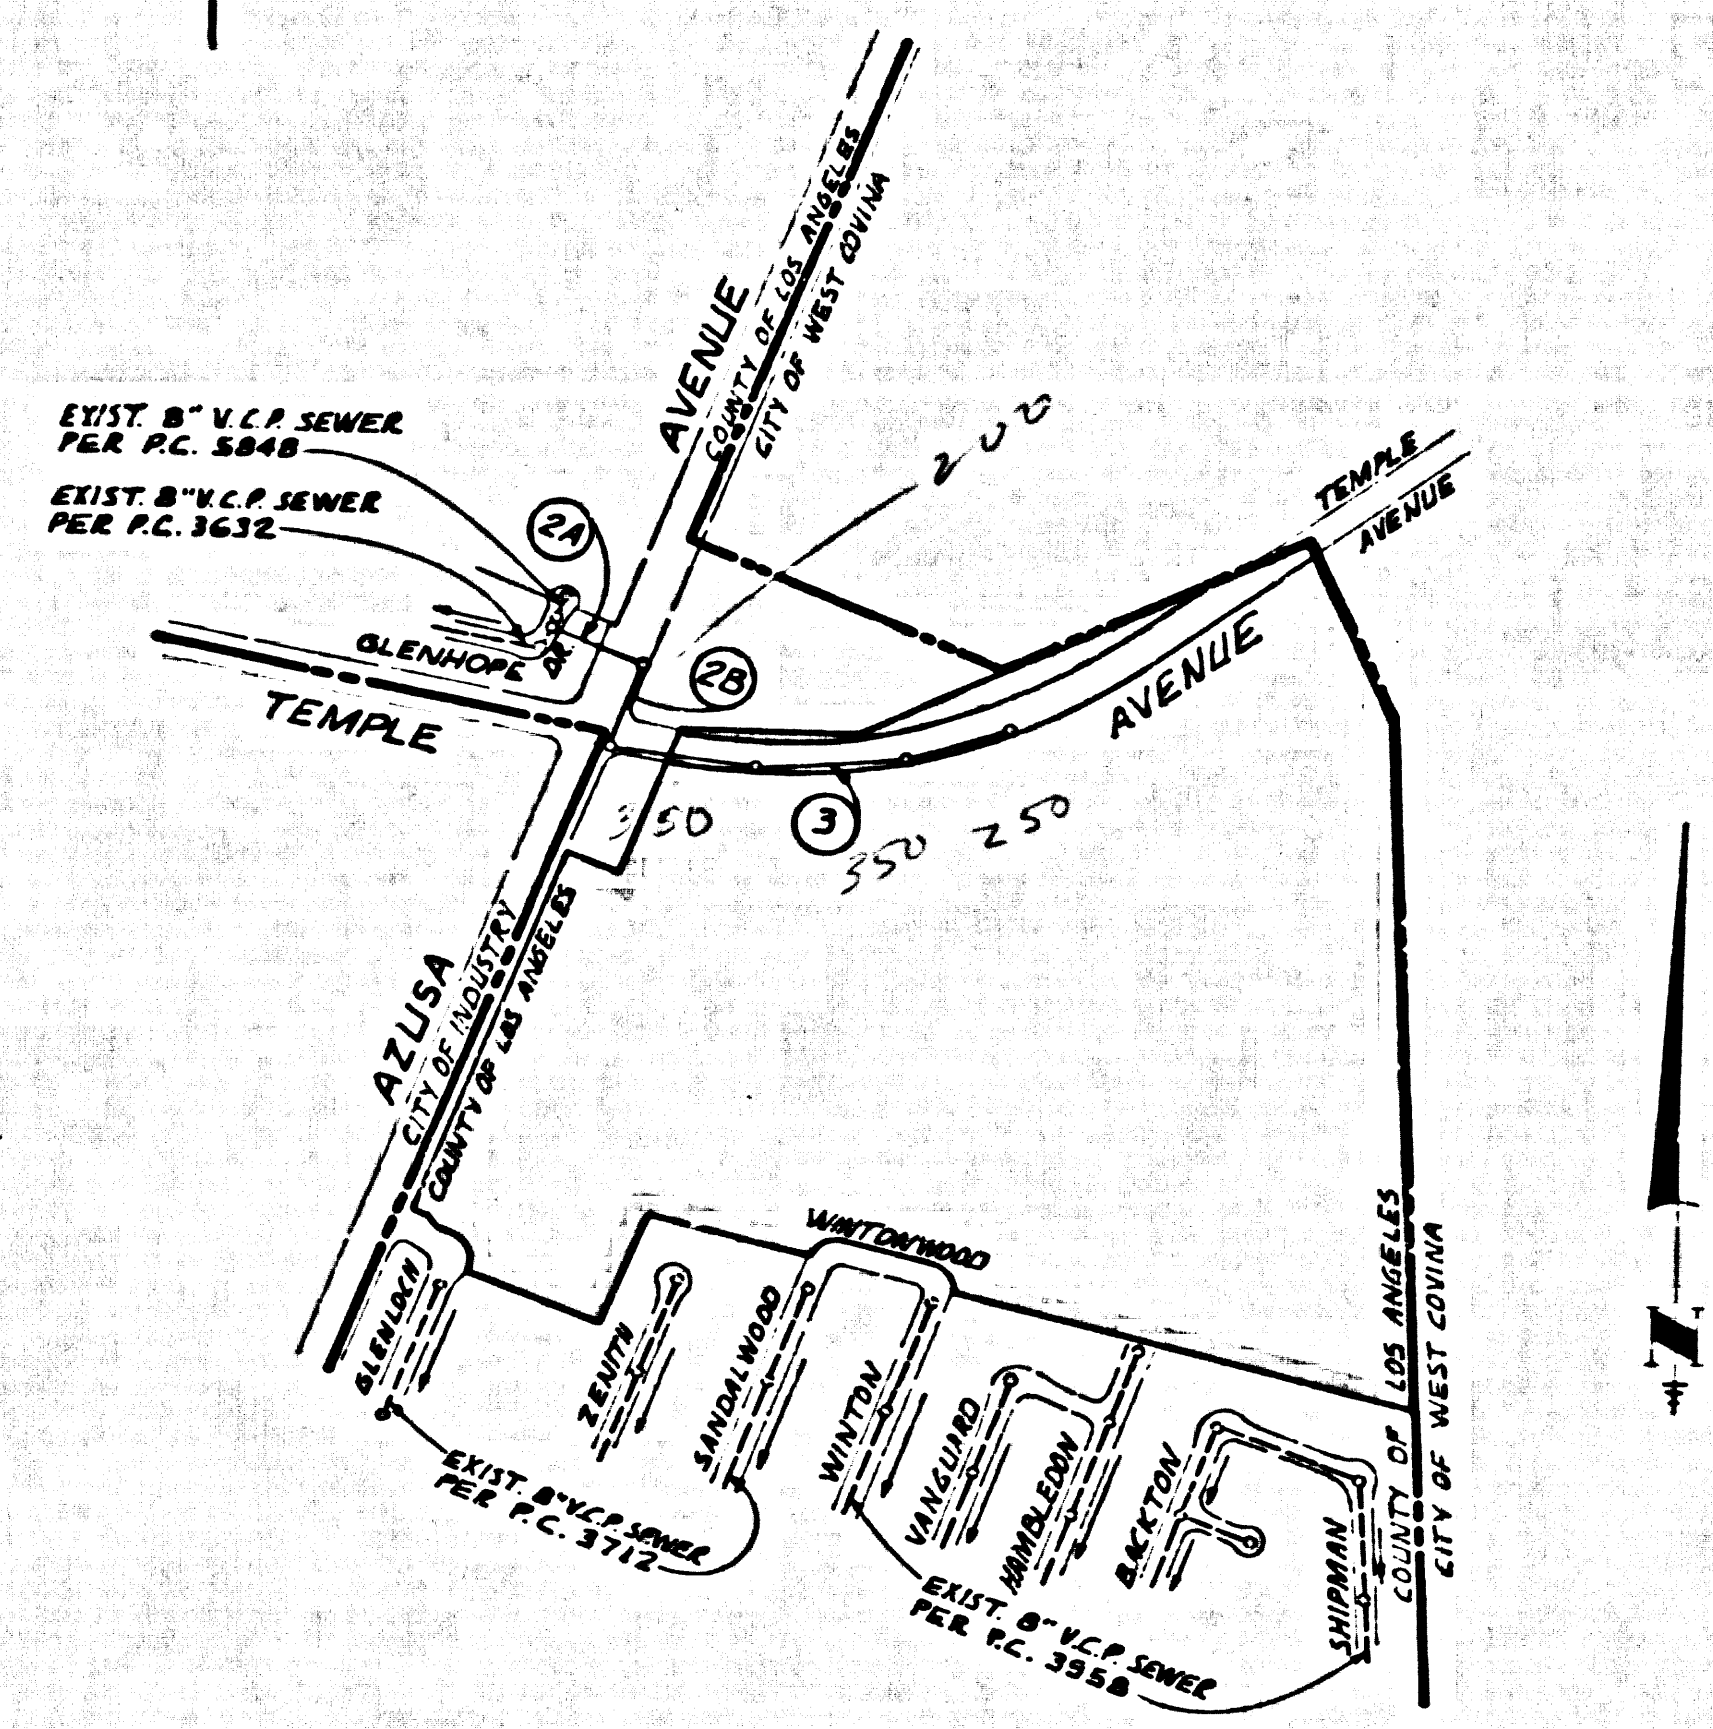 AVENUE
COUNTY OF LOS ANGELES
CITY OF WEST COVINA
EXIST. 8" V.C.P. SEWER
PER P.C. 5848
EXIST. 8" V.C.P. SEWER
PER P.C. 3632
2A
200
TEMPLE
AVENUE
GLENHOPE
DR.
2B
TEMPLE
AVENUE
3
350
350
250
AZUSA
CITY OF INDUSTRY
COUNTY OF LOS ANGELES
WINTONWOOD
GLENLOCH
ZENITH
SANDALWOOD
WINTON
VANGUARD
HAMBLEDON
BACKTON
SHIPMAN
COUNTY OF LOS ANGELES
CITY OF WEST COVINA
N
EXIST. 8" V.C.P. SEWER
PER P.C. 3712
EXIST. 8" V.C.P. SEWER
PER P.C. 3958